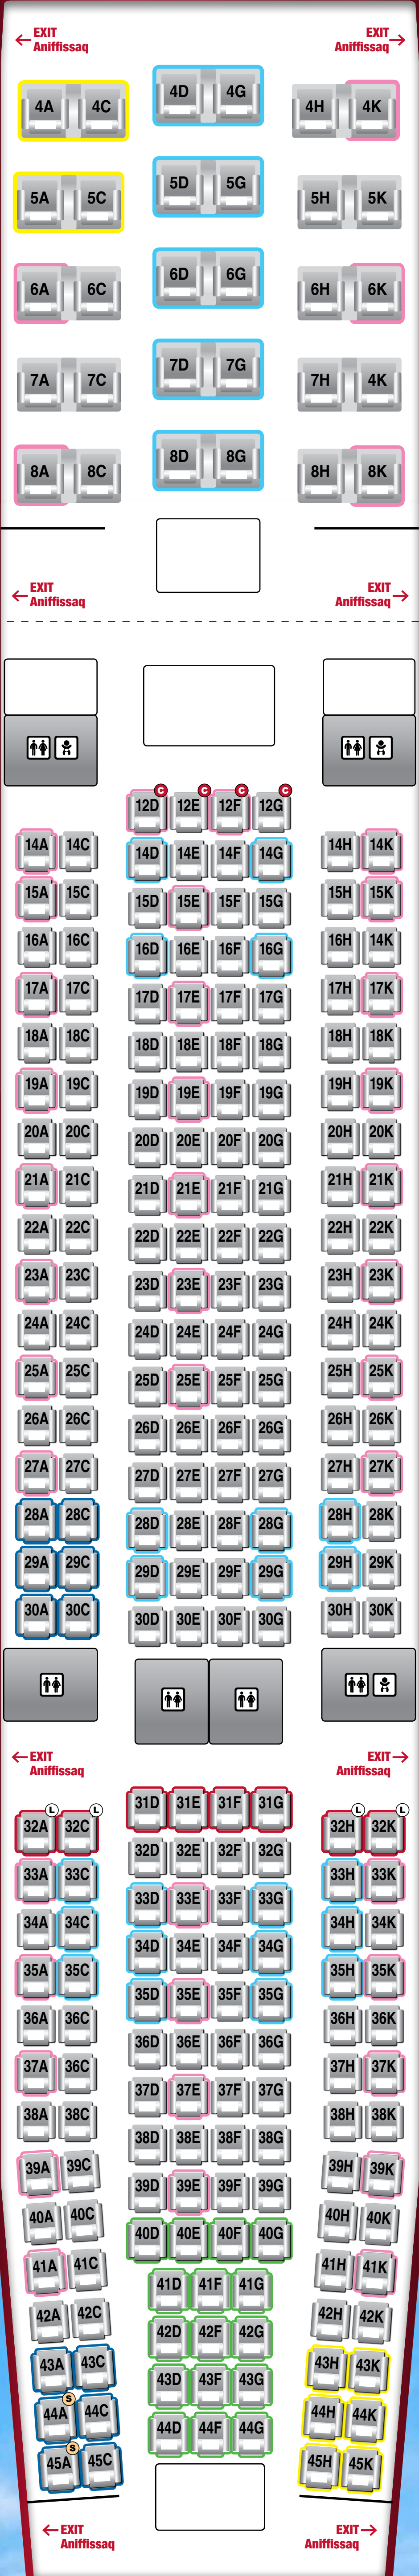 EXIT EXIT
Aniffissaq Aniffissaq
4A 4C 4D 4G 4H 4K
5A 5C 5D 5G 5H 5K
6A 6C 6D 6G 6H 6K
7A 7C 7D 7G 7H 4K
8A 8C 8D 8G 8H 8K
EXIT EXIT
Aniffissaq Aniffissaq
C C C C
12D 12E 12F 12G
14A 14C 14D 14E 14F 14G 14H 14K
15A 15C 15D 15E 15F 15G 15H 15K
16A 16C 16D 16E 16F 16G 16H 14K
17A 17C 17D 17E 17F 17G 17H 17K
18A 18C 18D 18E 18F 18G 18H 18K
19A 19C 19D 19E 19F 19G 19H 19K
20A 20C 20D 20E 20F 20G 20H 20K
21A 21C 21D 21E 21F 21G 21H 21K
22A 22C 22D 22E 22F 22G 22H 22K
23A 23C 23D 23E 23F 23G 23H 23K
24A 24C 24D 24E 24F 24G 24H 24K
25A 25C 25D 25E 25F 25G 25H 25K
26A 26C 26D 26E 26F 26G 26H 26K
27A 27C 27D 27E 27F 27G 27H 27K
28A 28C 28D 28E 28F 28G 28H 28K
29A 29C 29D 29E 29F 29G 29H 29K
30A 30C 30D 30E 30F 30G 30H 30K
EXIT EXIT
Aniffissaq Aniffissaq
31D 31E 31F 31G
L L L L
32A 32C 32D 32E 32F 32G 32H 32K
33A 33C 33D 33E 33F 33G 33H 33K
34A 34C 34D 34E 34F 34G 34H 34K
35A 35C 35D 35E 35F 35G 35H 35K
36A 36C 36D 36E 36F 36G 36H 36K
37A 36C 37D 37E 37F 37G 37H 37K
38A 38C 38D 38E 38F 38G 38H 38K
39A 39C 39D 39E 39F 39G 39H 39K
40A 40C 40D 40E 40F 40G 40H 40K
41A 41C 41D 41F 41G 41H 41K
42A 42C 42D 42F 42G 42H 42K
43A 43C 43D 43F 43G 43H 43K
S
44A 44C 44D 44F 44G 44H 44K
S
45A 45C 45H 45K
EXIT EXIT
Aniffissaq Aniffissaq